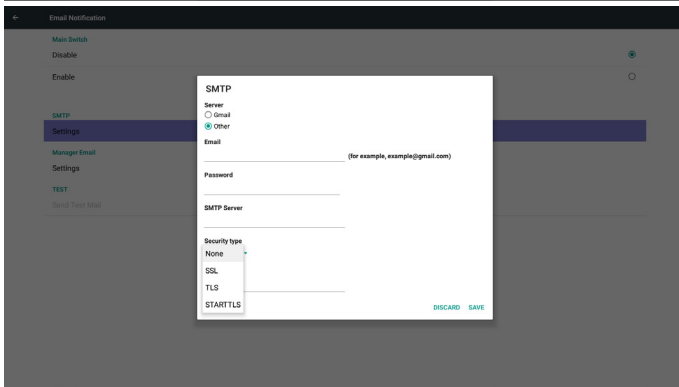 Email Notification
Main Switch
Disable
Enable
SMTP
Settings
Manager Email
Settings
TEST
Send Test Mail
SMTP
Server
Gmail
Other
Email
(for example, example@gmail.com)
Password
SMTP Server
Security type
None
SSL
TLS
STARTTLS
DISCARD SAVE